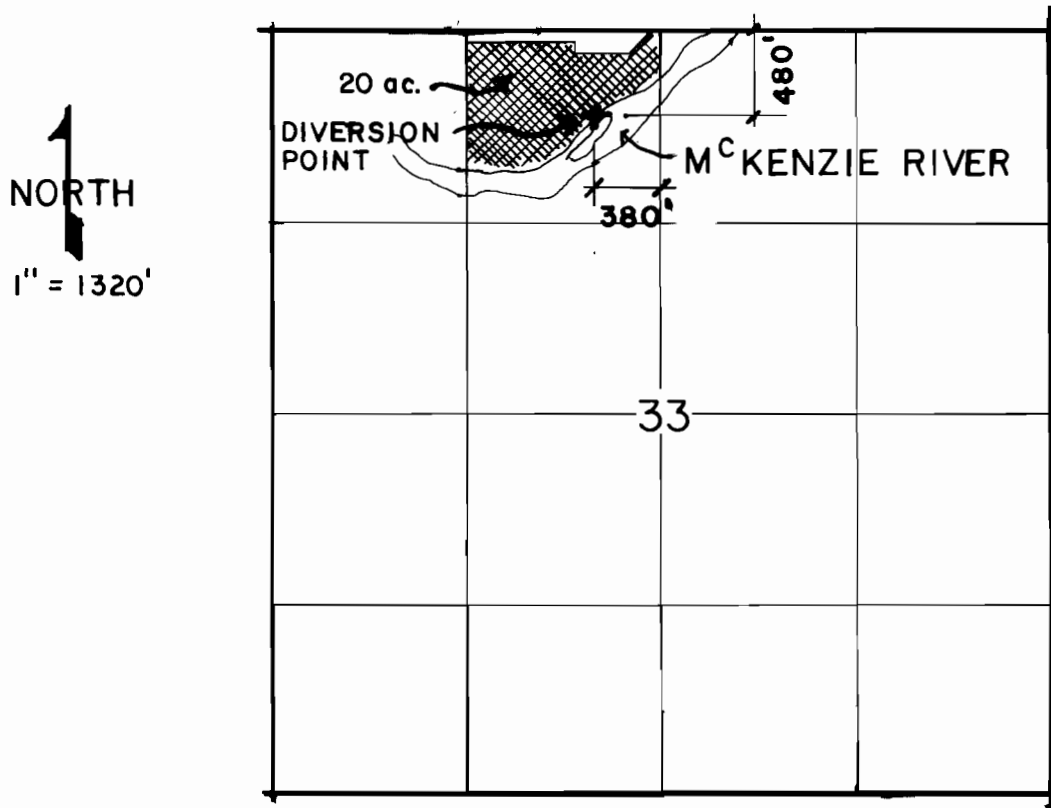 20 ac.
DIVERSION
POINT
480'
MᶜKENZIE RIVER
NORTH
380'
1" = 1320'
33